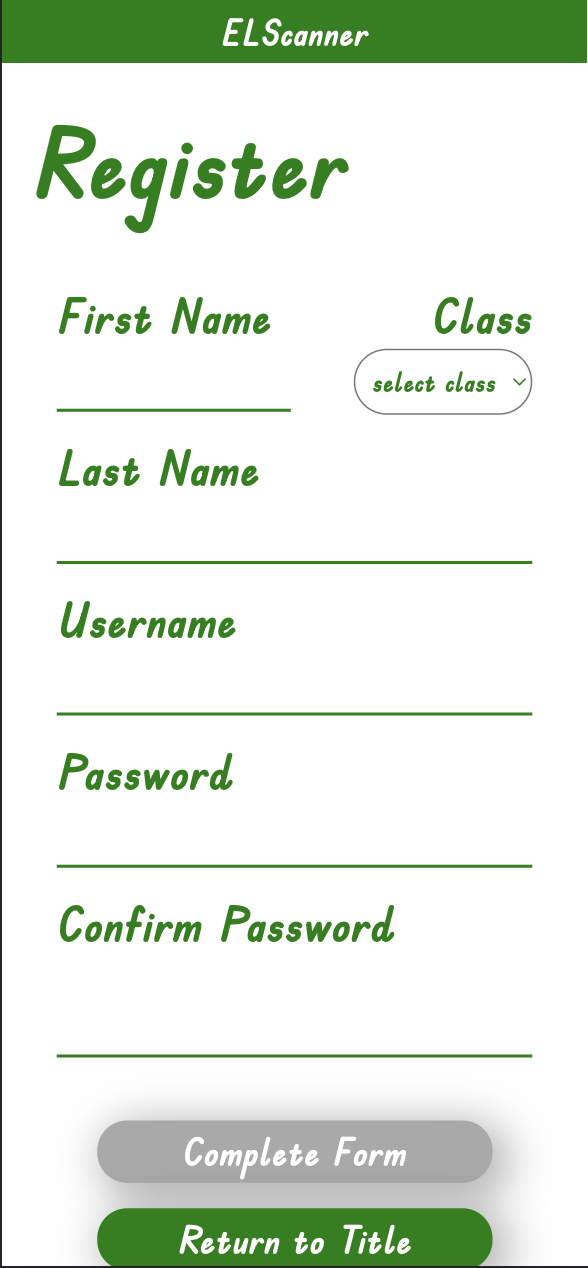 ELScanner
Register
First Name
Class
select class
Last Name
Username
Password
Confirm Password
Complete Form
Return to Title